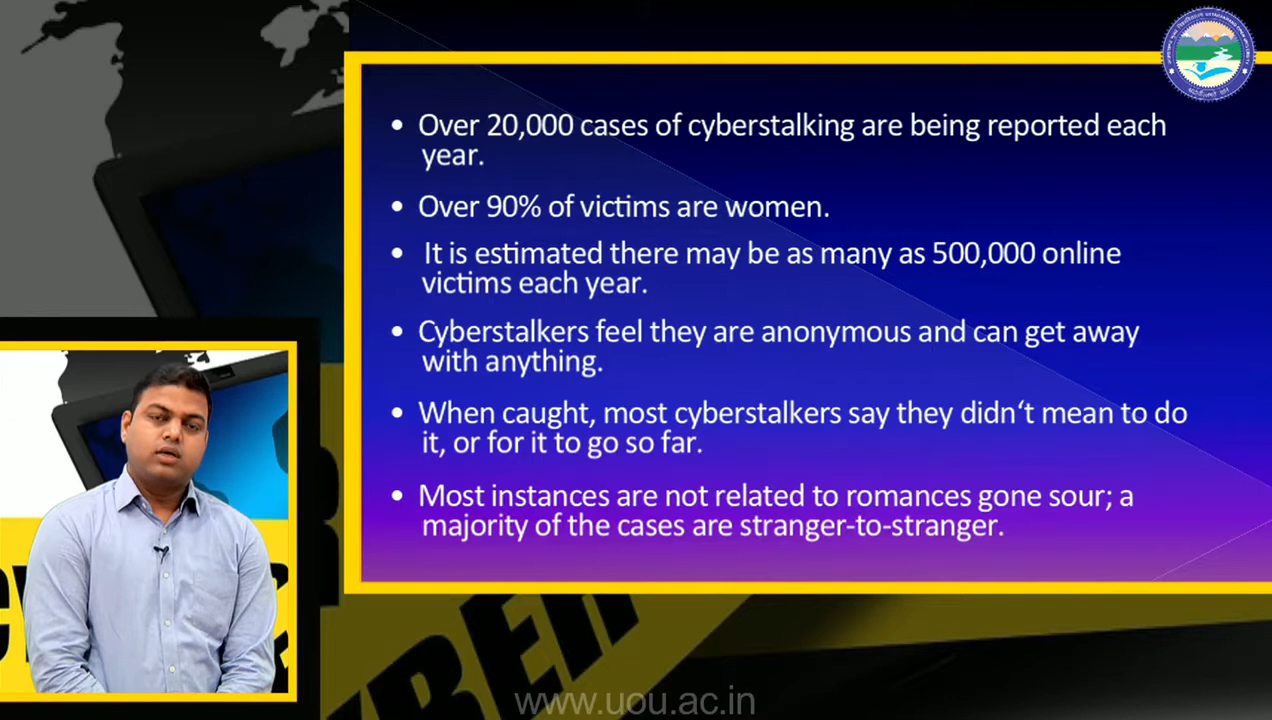 • Over 20,000 cases of cyberstalking are being reported each
year.
• Over 90% of victims are women.
• It is estimated there may be as many as 500,000 online
victims each year.
• Cyberstalkers feel they are anonymous and can get away
with anything.
• When caught, most cyberstalkers say they didn‘t mean to do
it, or for it to go so far.
• Most instances are not related to romances gone sour; a
majority of the cases are stranger-to-stranger.
CYBER
www.uou.ac.in